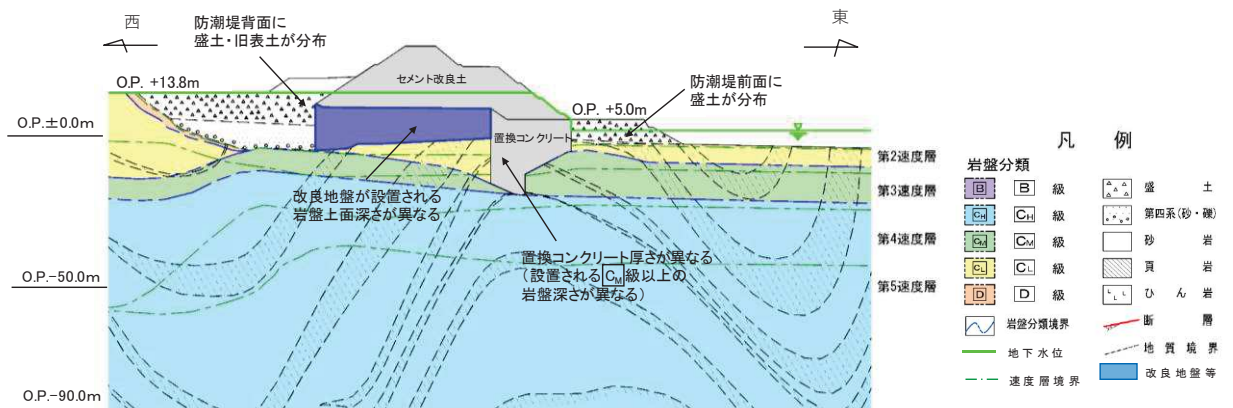 西
東
防潮堤背面に
盛土・旧表土が分布
O.P. +13.8m
セメント改良土
防潮堤前面に
盛土が分布
O.P. +5.0m
O.P.±0.0m
置換コンクリート
改良地盤が設置される
岩盤上面深さが異なる
置換コンクリート厚さが異なる
(設置されるCM級以上の
岩盤深さが異なる)
第2速度層
第3速度層
第4速度層
第5速度層
O.P.-50.0m
O.P.-90.0m
凡 例
岩盤分類
B B 級
CH CH 級
CM CM 級
CL CL 級
D D 級
岩盤分類境界
地下水位
速度層境界
盛土
第四系(砂・礫)
砂岩
頁岩
ひん岩
断層
地質境界
改良地盤等